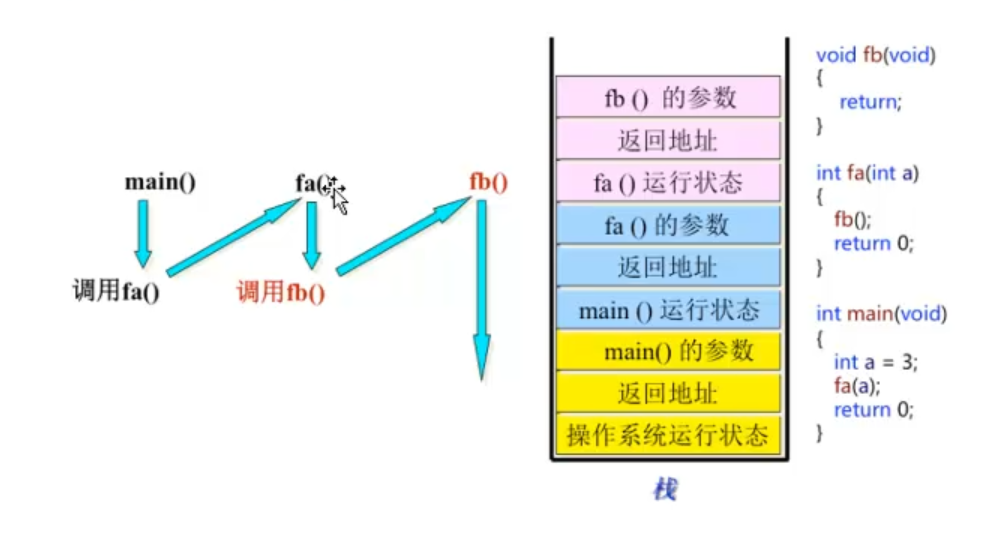 main()
fa()
fb()
调用fa()
调用fb()
fb () 的参数
返回地址
fa () 运行状态
fa () 的参数
返回地址
main () 运行状态
main() 的参数
返回地址
操作系统运行状态
栈
void fb(void)
{
return;
}
int fa(int a)
{
fb();
return 0;
}
int main(void)
{
int a = 3;
fa(a);
return 0;
}